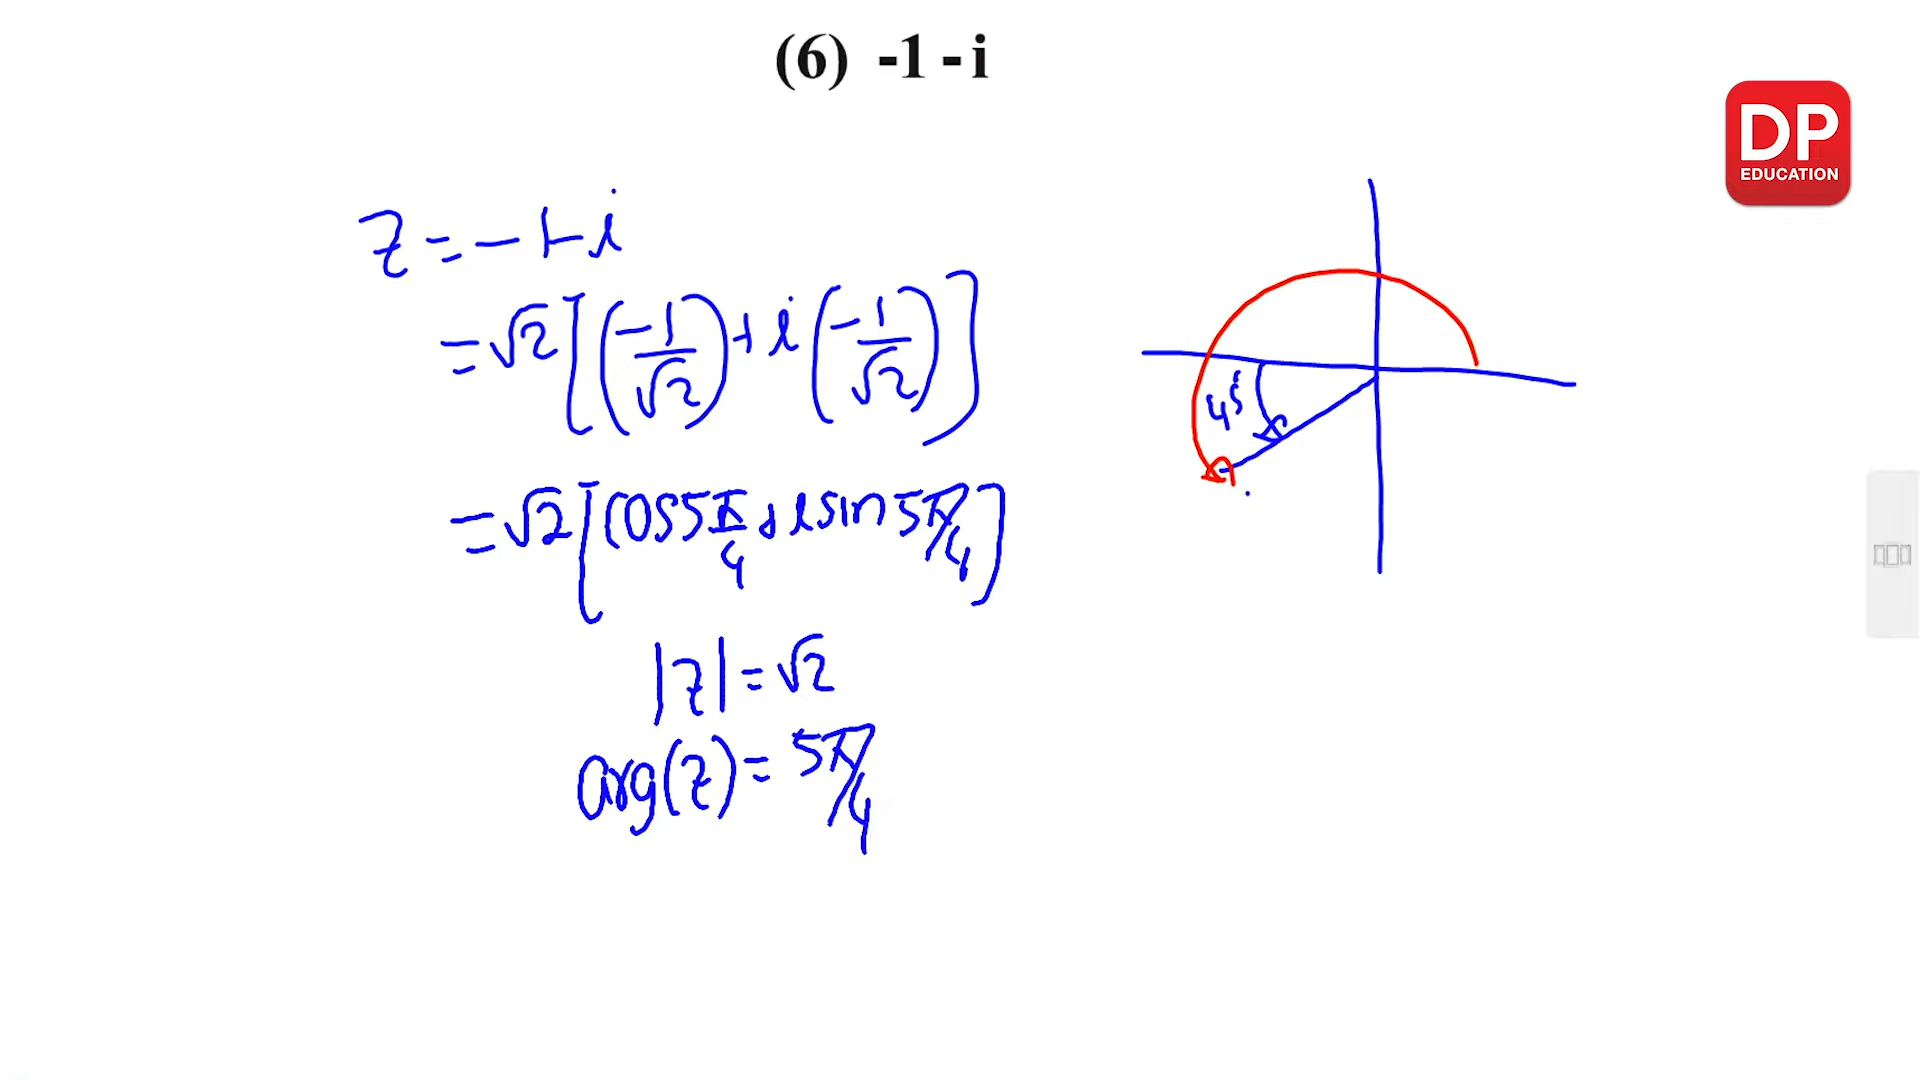 (6) -1 - i
DP
EDUCATION
z = -1-i
= √2 [(-1/√2) + i (-1/√2)]
= √2 [cos 5π/4 + i sin 5π/4]
|z| = √2
arg(z) = 5π/4
45